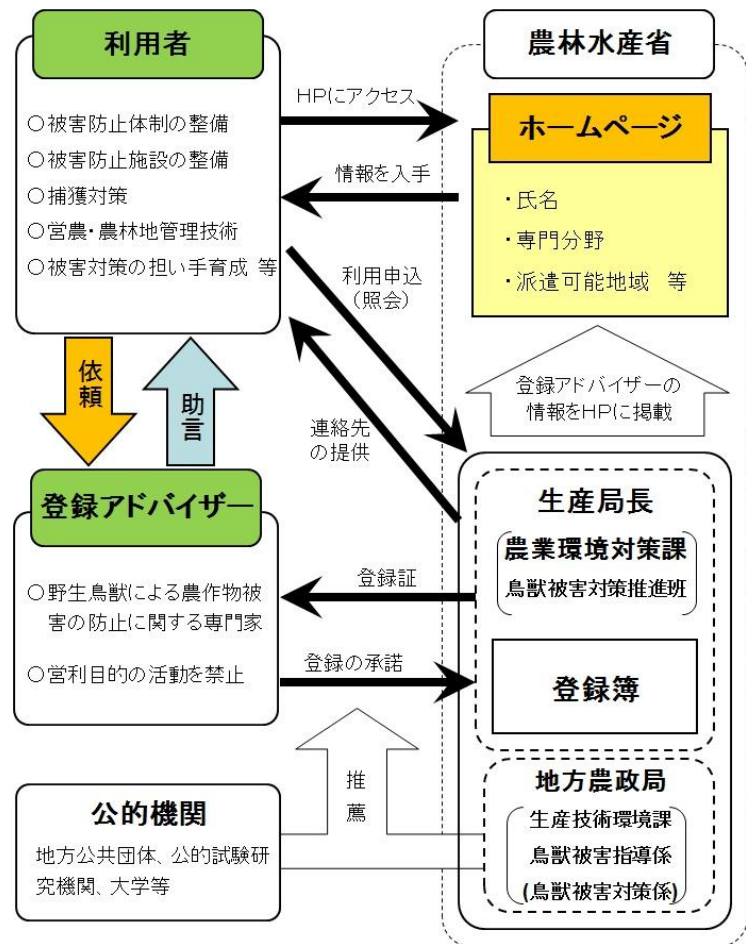 利用者
○被害防止体制の整備
○被害防止施設の整備
○捕獲対策
○営農・農林地管理技術
○被害対策の担い手育成 等
HPにアクセス
情報を入手
農林水産省
ホームページ
・氏名
・専門分野
・派遣可能地域 等
利用申込
(照会)
連絡先
の提供
依頼
助言
登録アドバイザーの
情報をHPに掲載
登録アドバイザー
○野生鳥獣による農作物被
害の防止に関する専門家
○営利目的の活動を禁止
登録証
登録の承諾
生産局長
農業環境対策課
鳥獣被害対策推進班
登録簿
推薦
公的機関
地方公共団体、公的試験研
究機関、大学等
地方農政局
生産技術環境課
鳥獣被害指導係
(鳥獣被害対策係)